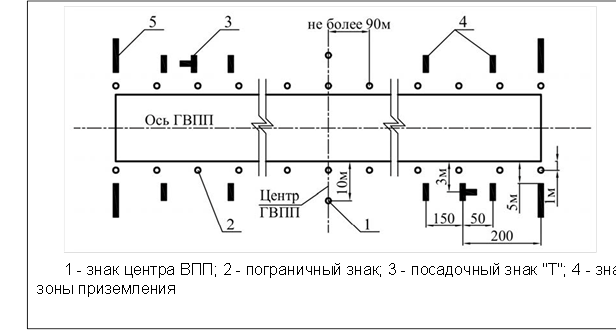 5 3 не более 90м 4
Ось ГВПП
Центр
ГВПП
10м
3м
5м
1м
2 1 150 50
200
1 - знак центра ВПП; 2 - пограничный знак; 3 - посадочный знак "Т"; 4 - зна
зоны приземления